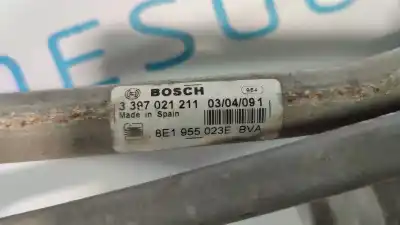 BOSCH
3 397 021 211 03/04/091
Made in Spain
8E1 955 023E BVA